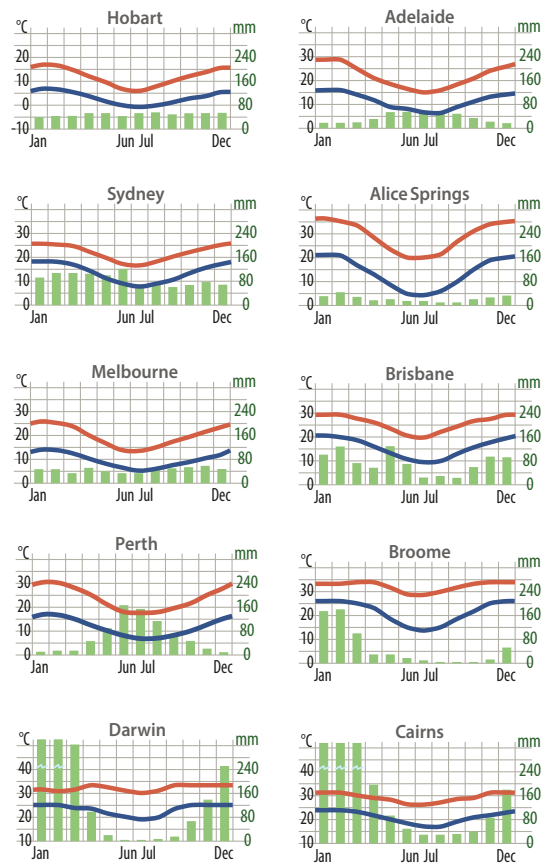 Hobart
°C mm
30 240
20 160
10
0 80
-10 0
Jan Jun Jul Dec
Adelaide
°C mm
30 240
20 160
10 80
0 0
Jan Jun Jul Dec
Sydney
°C mm
240
30
20 160
10 80
0 0
Jan Jun Jul Dec
Alice Springs
°C mm
240
30
20 160
10 80
0 0
Jan Jun Jul Dec
Melbourne
°C mm
30 240
20 160
10 80
0 0
Jan Jun Jul Dec
Brisbane
°C mm
30 240
20 160
10 80
0 0
Jan Jun Jul Dec
Perth
°C mm
30 240
20 160
10 80
0 0
Jan Jun Jul Dec
Broome
°C mm
30 240
20 160
10 80
0 0
Jan Jun Jul Dec
Darwin
°C mm
40 240
30 160
20 80
10 0
Jan Jun Jul Dec
Cairns
°C mm
40 240
30 160
20 80
10 0
Jan Jun Jul Dec